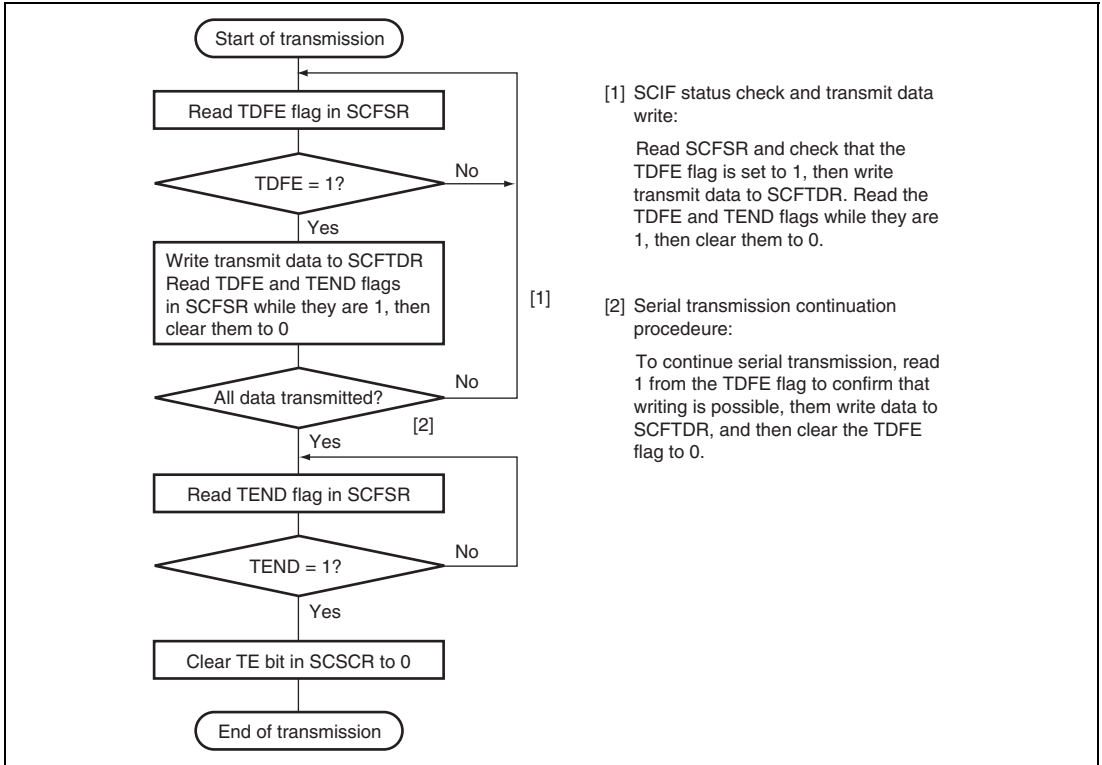 Start of transmission
Read TDFE flag in SCFSR
TDFE = 1?
No
Yes
Write transmit data to SCFTDR
Read TDFE and TEND flags
in SCFSR while they are 1, then
clear them to 0
[1]
All data transmitted?
No
[2]
Yes
Read TEND flag in SCFSR
TEND = 1?
No
Yes
Clear TE bit in SCSCR to 0
End of transmission
[1] SCIF status check and transmit data
write:
Read SCFSR and check that the
TDFE flag is set to 1, then write
transmit data to SCFTDR. Read the
TDFE and TEND flags while they are
1, then clear them to 0.
[2] Serial transmission continuation
procedeure:
To continue serial transmission, read
1 from the TDFE flag to confirm that
writing is possible, them write data to
SCFTDR, and then clear the TDFE
flag to 0.